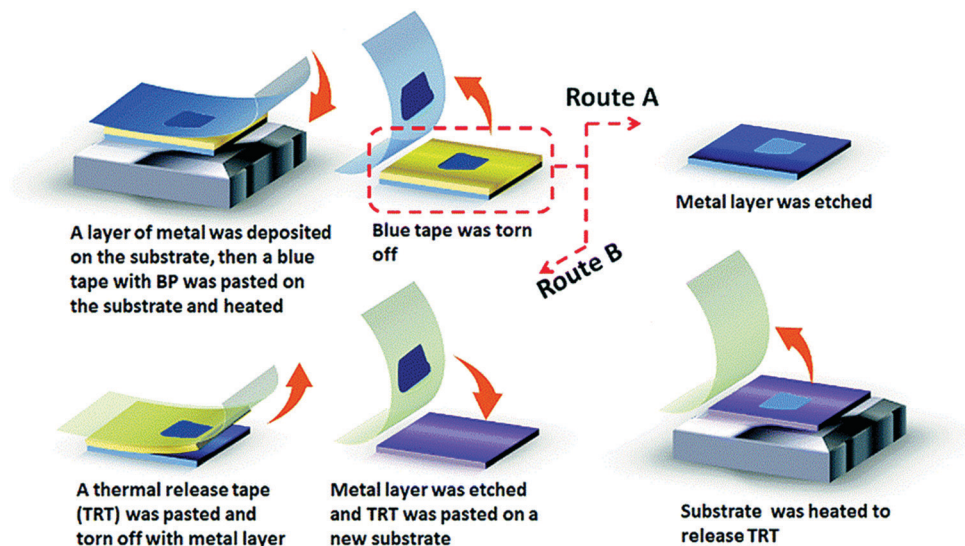 Route A
A layer of metal was deposited
on the substrate, then a blue
tape with BP was pasted on
the substrate and heated
Blue tape was torn
off
Metal layer was etched
Route B
A thermal release tape
(TRT) was pasted and
torn off with metal layer
Metal layer was etched
and TRT was pasted on a
new substrate
Substrate was heated to
release TRT